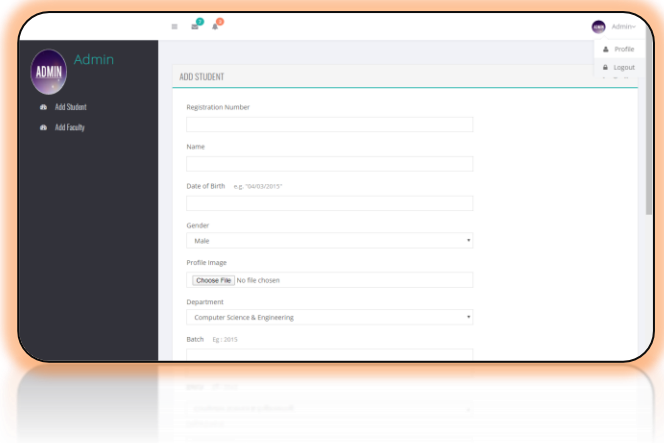 Admin
Profile
Logout
ADMIN
Admin
Add Student
Add Faculty
ADD STUDENT
Registration Number
Name
Date of Birth e.g. "04/03/2015"
Gender
Male
Profile Image
Choose File No file chosen
Department
Computer Science & Engineering
Batch Eg : 2015